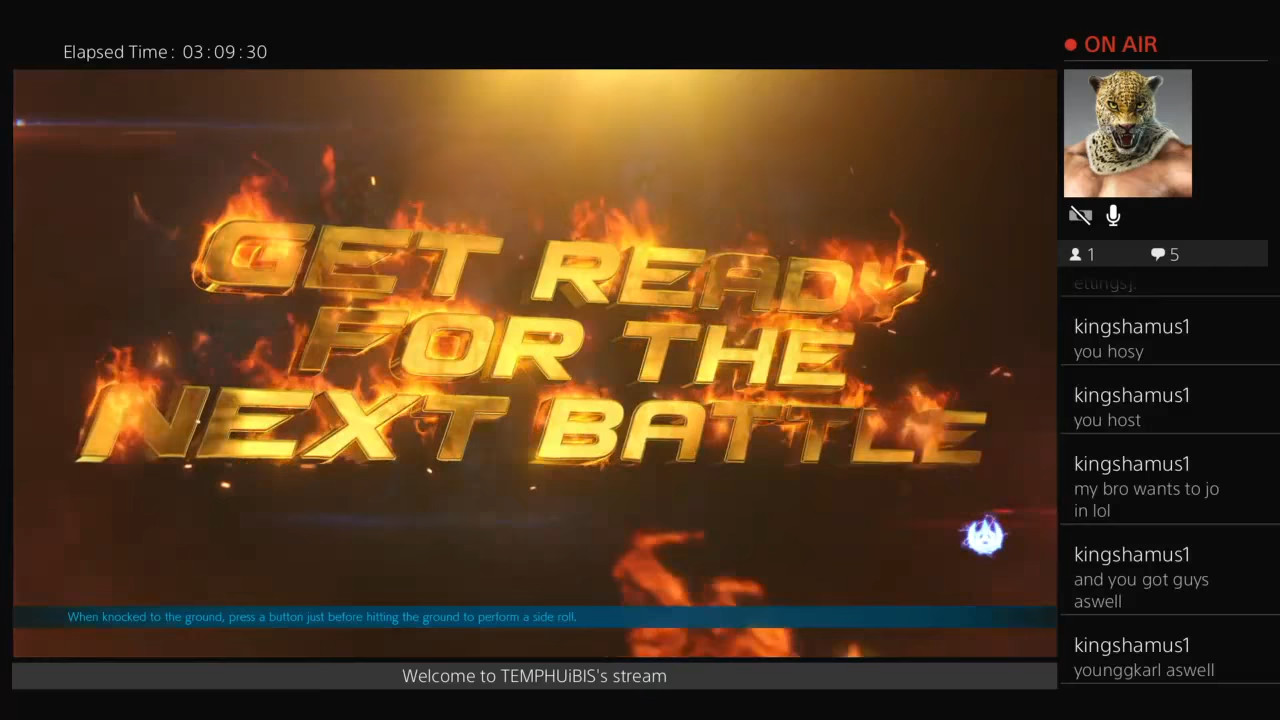 Elapsed Time: 03:09:30
ON AIR
GET READY
FOR THE
NEXT BATTLE
When knocked to the ground, press a button just before hitting the ground to perform a side roll.
Welcome to TEMPHUiBIS's stream
1 5
ettings].
kingshamus1
you hosy
kingshamus1
you host
kingshamus1
my bro wants to jo
in lol
kingshamus1
and you got guys
aswell
kingshamus1
younggkarl aswell